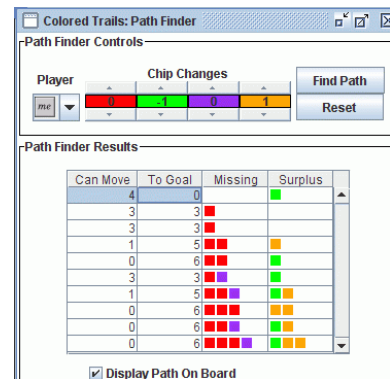 Colored Trails: Path Finder
Path Finder Controls
Player
Chip Changes
Find Path
me
0 -1 0 1
Reset
Path Finder Results
Can Move To Goal Missing Surplus
4 0
3 3
3 3
1 5
0 6
3 3
1 5
0 6
0 6
0 6
Display Path On Board